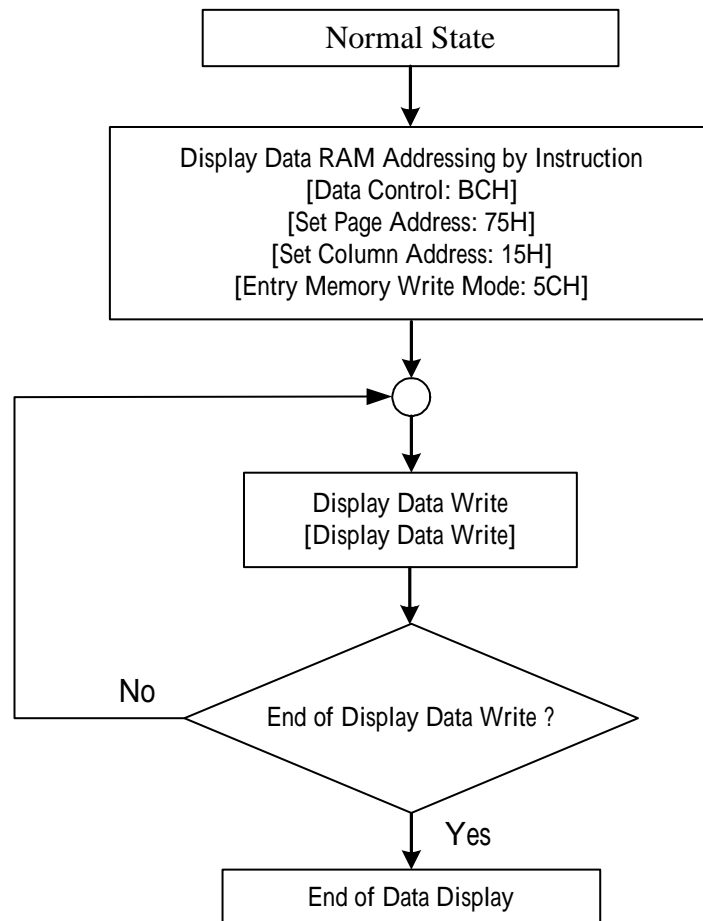 Normal State
Display Data RAM Addressing by Instruction
[Data Control: BCH]
[Set Page Address: 75H]
[Set Column Address: 15H]
[Entry Memory Write Mode: 5CH]
Display Data Write
[Display Data Write]
No
End of Display Data Write ?
Yes
End of Data Display